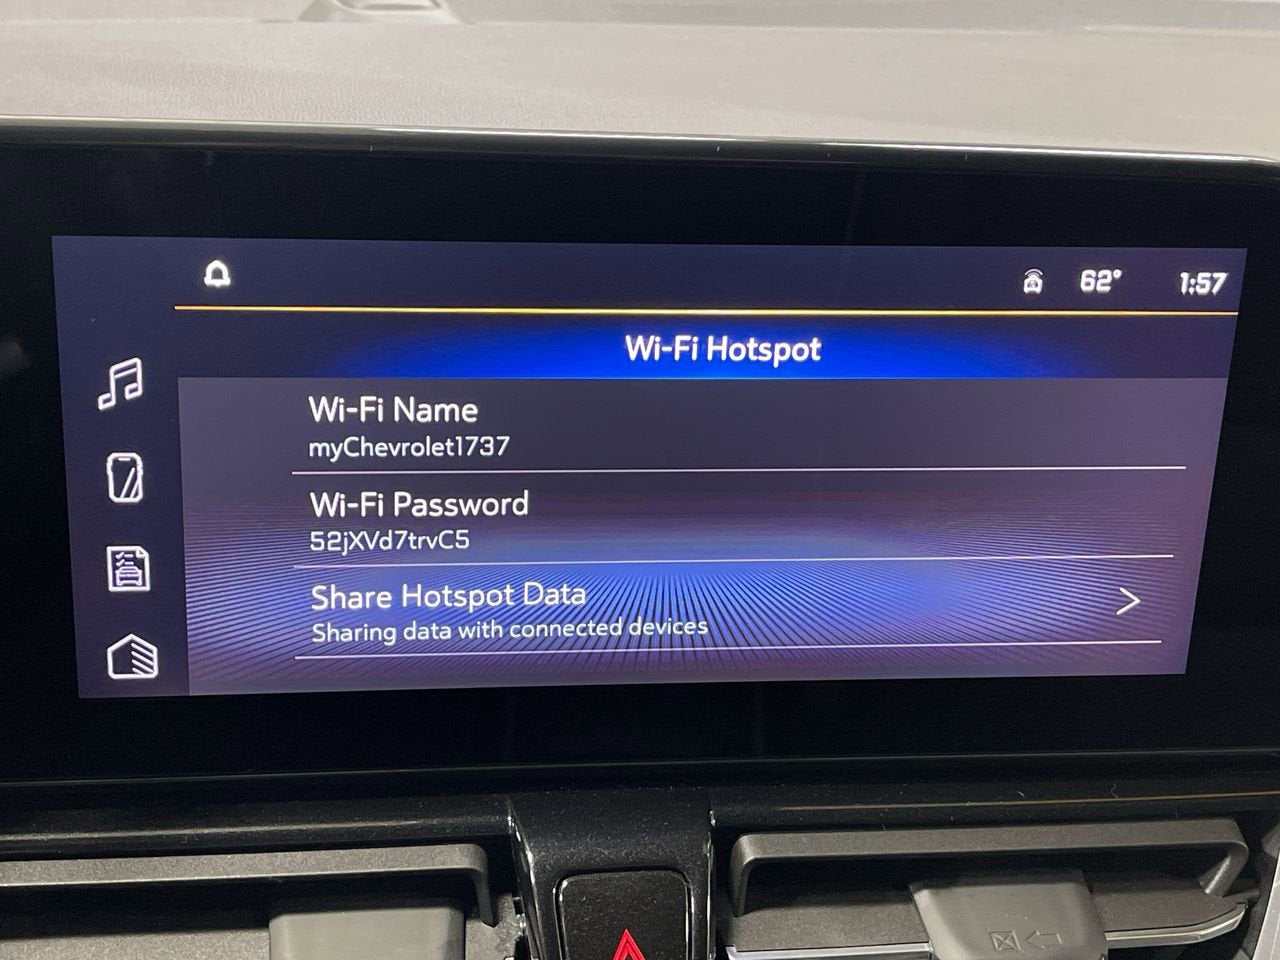 62° 1:57
Wi-Fi Hotspot
Wi-Fi Name
myChevrolet1737
Wi-Fi Password
52jXVd7trvC5
Share Hotspot Data
Sharing data with connected devices